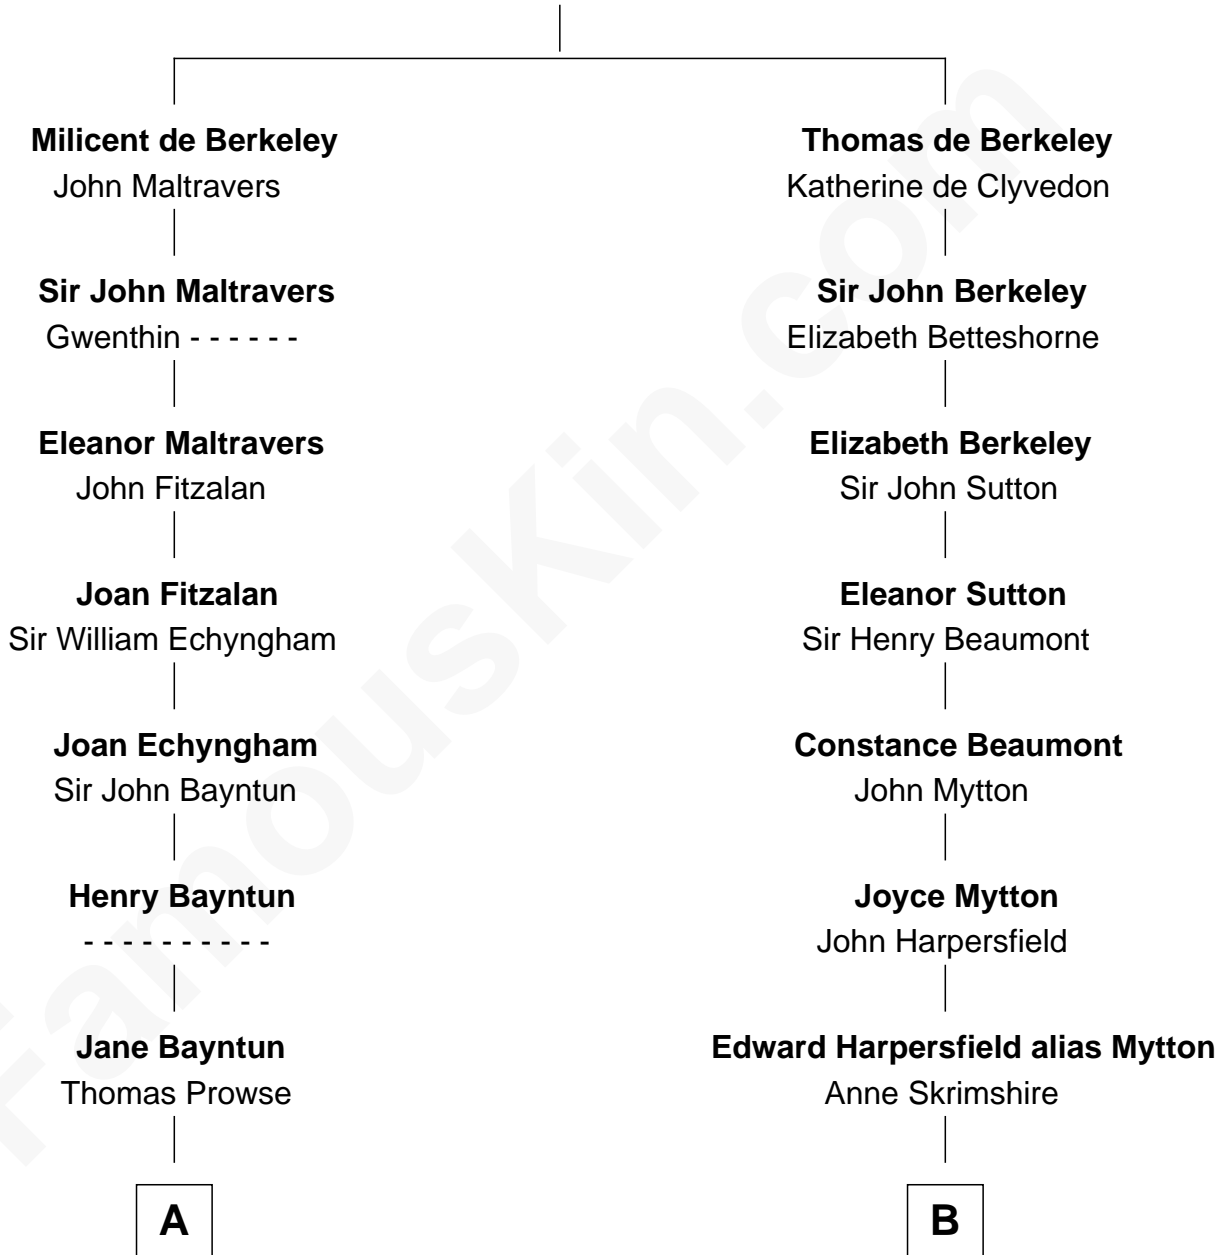 Milicent de Berkeley
John Maltravers
Sir John Maltravers
Gwenthin - - - - - -
Eleanor Maltravers
John Fitzalan
Joan Fitzalan
Sir William Echyngham
Joan Echyngham
Sir John Bayntun
Henry Bayntun
- - - - - - - - - -
Jane Bayntun
Thomas Prowse
A
Thomas de Berkeley
Katherine de Clyvedon
Sir John Berkeley
Elizabeth Betteshorne
Elizabeth Berkeley
Sir John Sutton
Eleanor Sutton
Sir Henry Beaumont
Constance Beaumont
John Mytton
Joyce Mytton
John Harpersfield
Edward Harpersfield alias Mytton
Anne Skrimshire
B
FamousKin.com